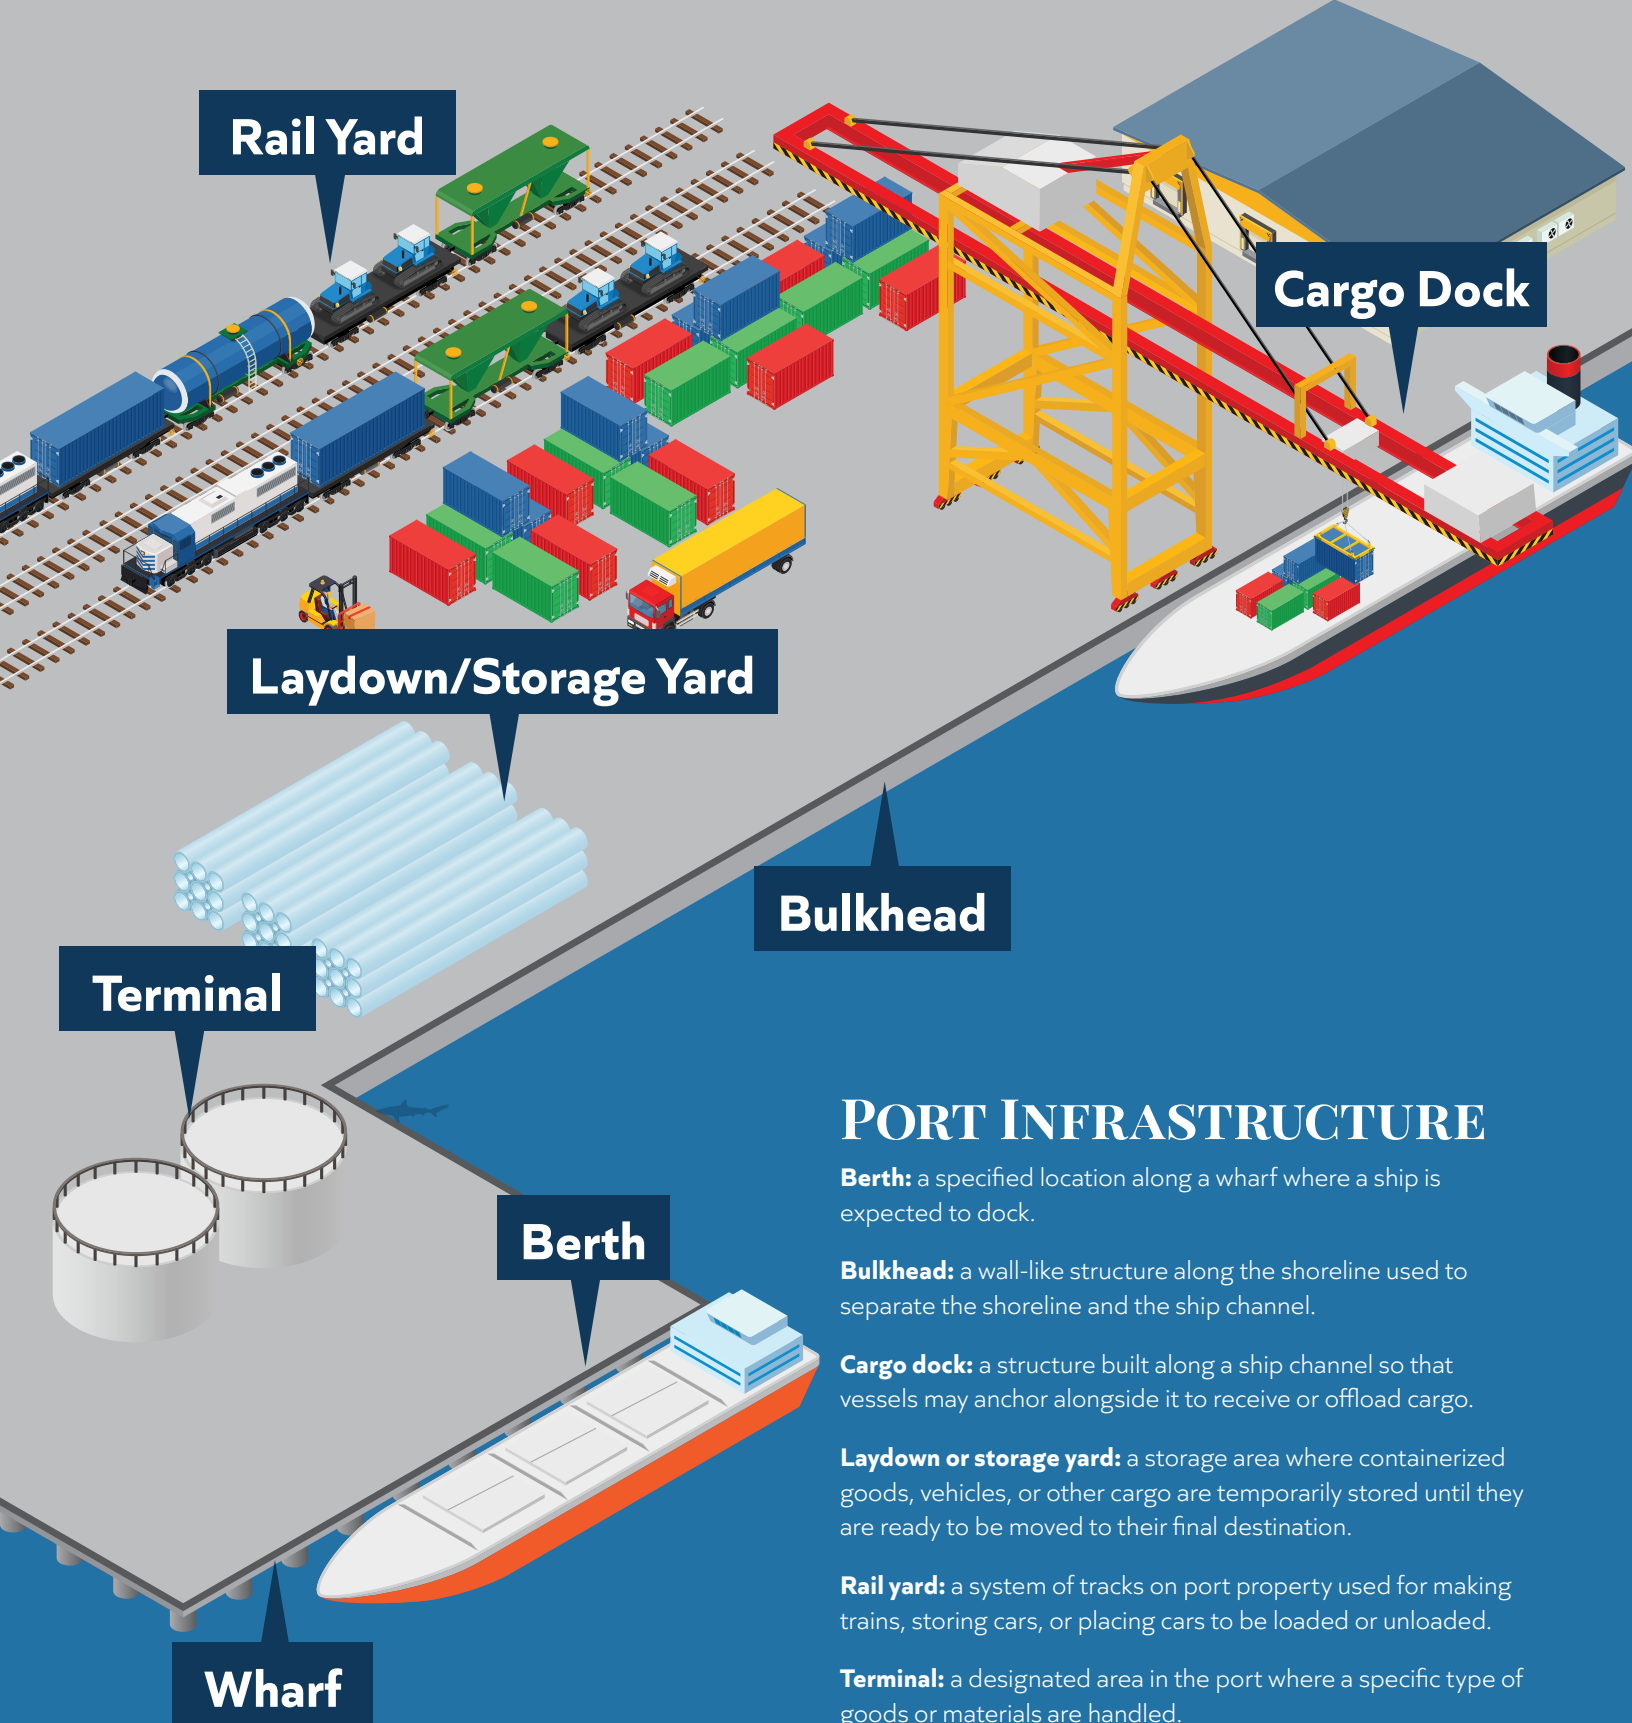 Rail Yard
Cargo Dock
Laydown/Storage Yard
Bulkhead
Terminal
Berth
Wharf
PORT INFRASTRUCTURE
Berth: a specified location along a wharf where a ship is
expected to dock.
Bulkhead: a wall-like structure along the shoreline used to
separate the shoreline and the ship channel.
Cargo dock: a structure built along a ship channel so that
vessels may anchor alongside it to receive or offload cargo.
Laydown or storage yard: a storage area where containerized
goods, vehicles, or other cargo are temporarily stored until they
are ready to be moved to their final destination.
Rail yard: a system of tracks on port property used for making
trains, storing cars, or placing cars to be loaded or unloaded.
Terminal: a designated area in the port where a specific type of
goods or materials are handled.